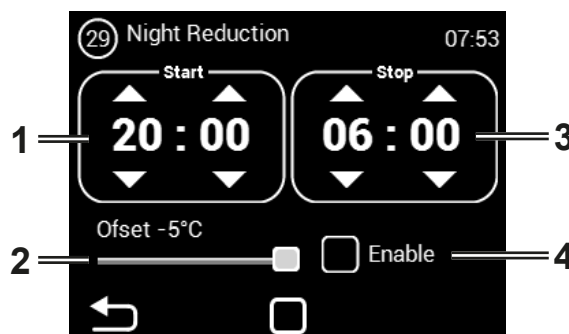 29 Night Reduction 07:53
Start Stop
1 20 : 00 06 : 00 3
Ofset -5°C
2 Enable 4